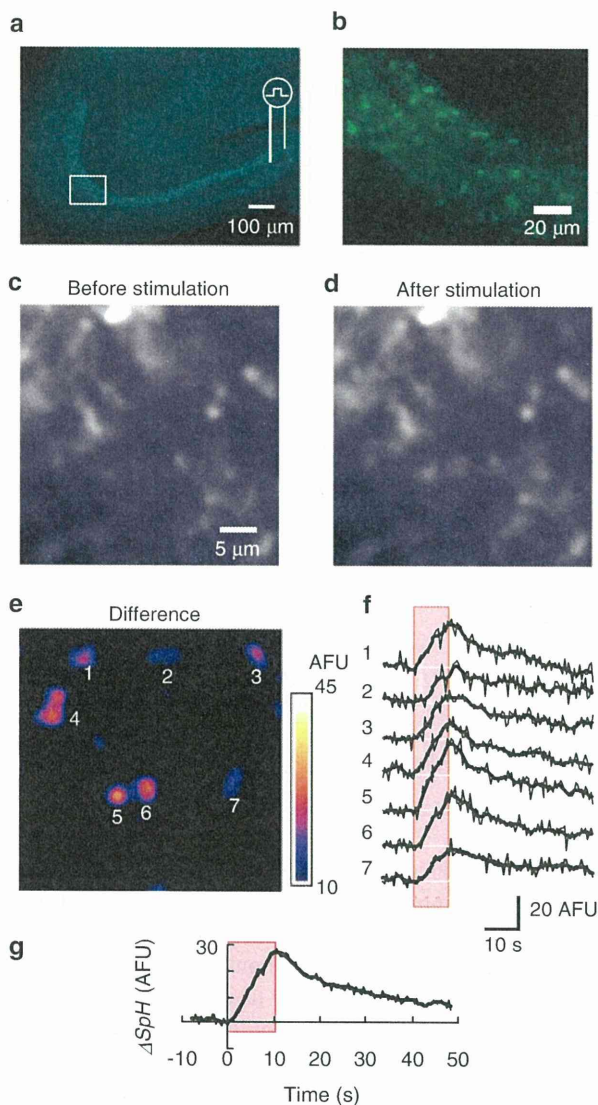 a
b
100 µm
20 µm
c
Before stimulation
d
After stimulation
5 µm
e
Difference
f
AFU
45
10
1
2
3
4
5
6
7
1
2
3
4
5
6
7
20 AFU
10 s
g
30
ΔSpH (AFU)
-10
0
10
20
30
40
50
Time (s)